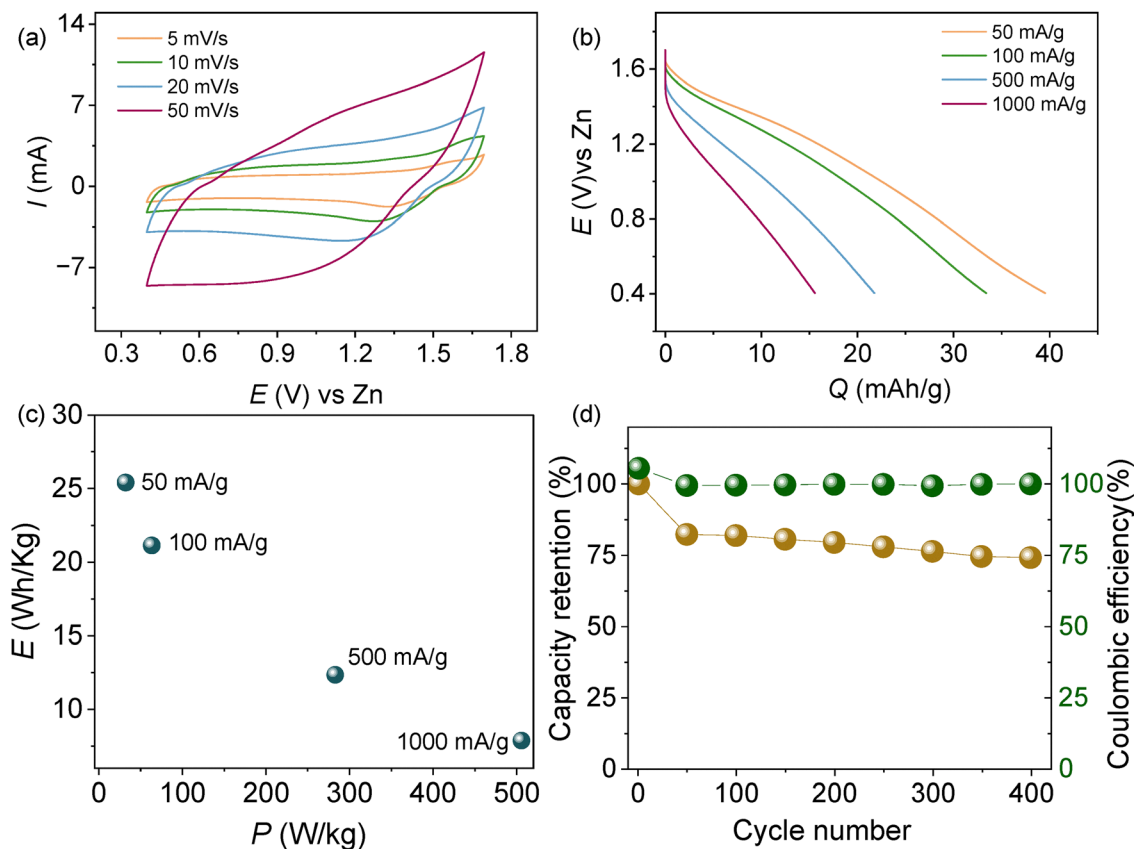 (a)
5 mV/s
10 mV/s
20 mV/s
50 mV/s
14
7
0
−7
I (mA)
0.3 0.6 0.9 1.2 1.5 1.8
E (V) vs Zn
(b)
50 mA/g
100 mA/g
500 mA/g
1000 mA/g
1.6
1.2
0.8
0.4
E (V)vs Zn
0 10 20 30 40
Q (mAh/g)
(c)
30
25
20
15
10
E (Wh/Kg)
50 mA/g
100 mA/g
500 mA/g
1000 mA/g
0 100 200 300 400 500
P (W/kg)
(d)
100
75
50
25
0
Capacity retention (%)
100
75
50
25
0
Coulombic efficiency(%)
0 100 200 300 400
Cycle number